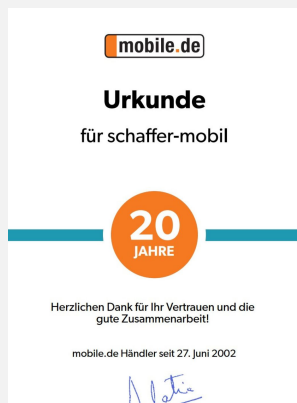 mobile.de
Urkunde
für schaffer-mobil
20
JAHRE
Herzlichen Dank für Ihr Vertrauen und die
gute Zusammenarbeit!
mobile.de Händler seit 27. Juni 2002